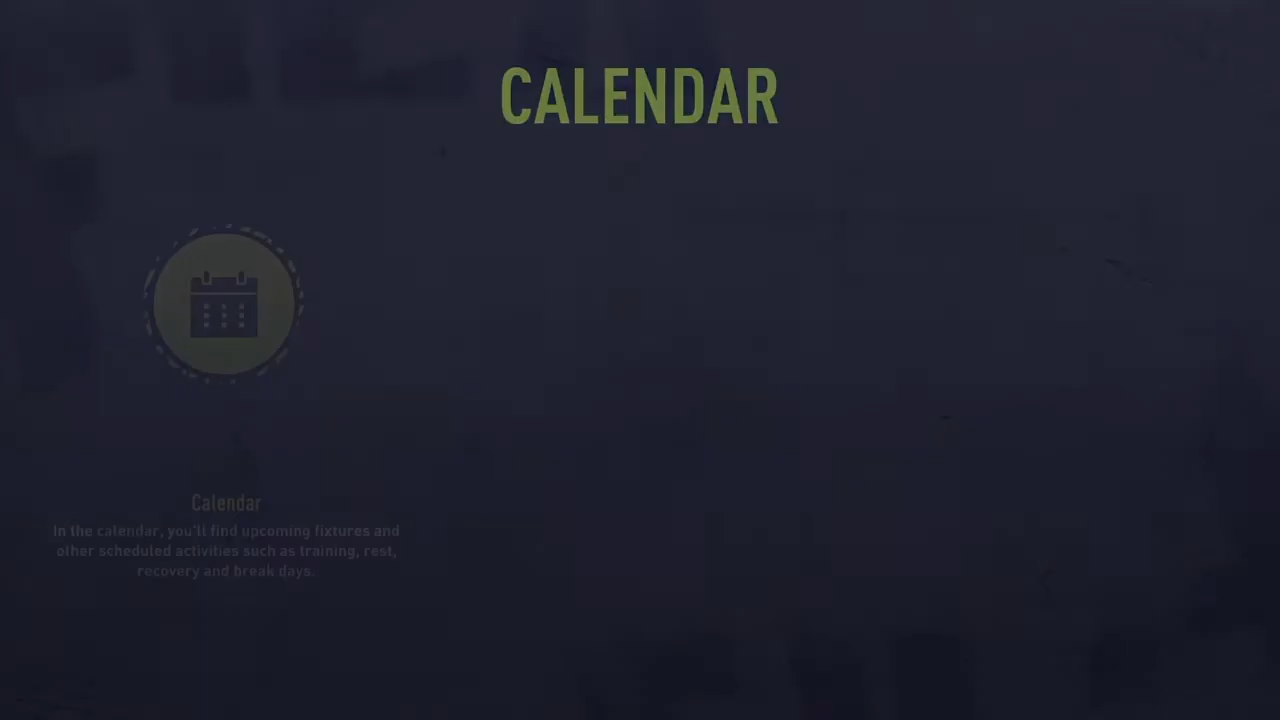 CALENDAR
Calendar
In the calendar, you'll find upcoming fixtures and
other scheduled activities such as training, rest,
recovery and break days.